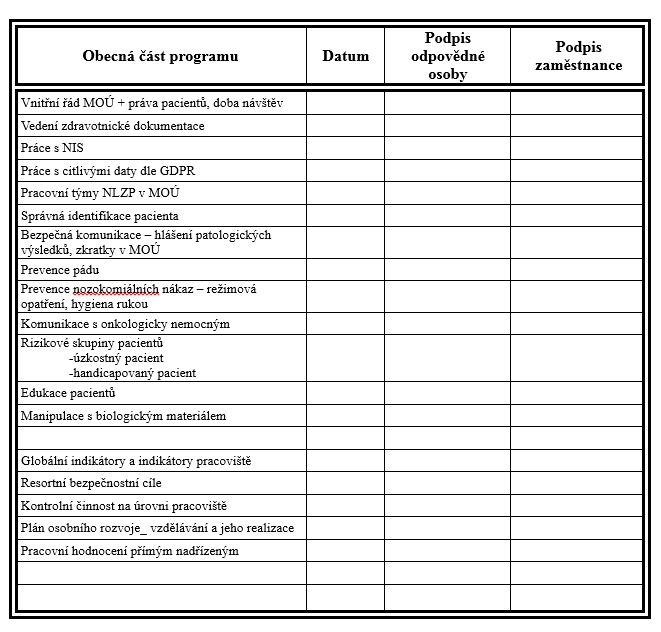 Obecná část programu
Datum
Podpis
odpovědné
osoby
Podpis
zaměstnance
Vnitřní řád MOÚ + práva pacientů, doba návštěv
Vedení zdravotnické dokumentace
Práce s NIS
Práce s citlivými daty dle GDPR
Pracovní týmy NLZP v MOÚ
Správná identifikace pacienta
Bezpečná komunikace – hlášení patologických
výsledků, zkratky v MOÚ
Prevence pádu
Prevence nozokomiálních nákaz – režimová
opatření, hygiena rukou
Komunikace s onkologicky nemocným
Rizikové skupiny pacientů
-úzkostný pacient
-handicapovaný pacient
Edukace pacientů
Manipulace s biologickým materiálem
Globální indikátory a indikátory pracoviště
Resortní bezpečnostní cíle
Kontrolní činnost na úrovni pracoviště
Plán osobního rozvoje_ vzdělávání a jeho realizace
Pracovní hodnocení přímým nadřízeným